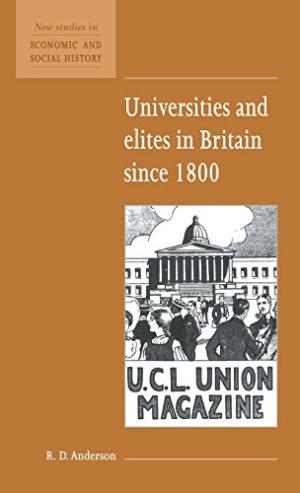 New studies in
ECONOMIC AND
SOCIAL HISTORY
Universities and
elites in Britain
since 1800
U.C.L. UNION
MAGAZINE
R. D. Anderson